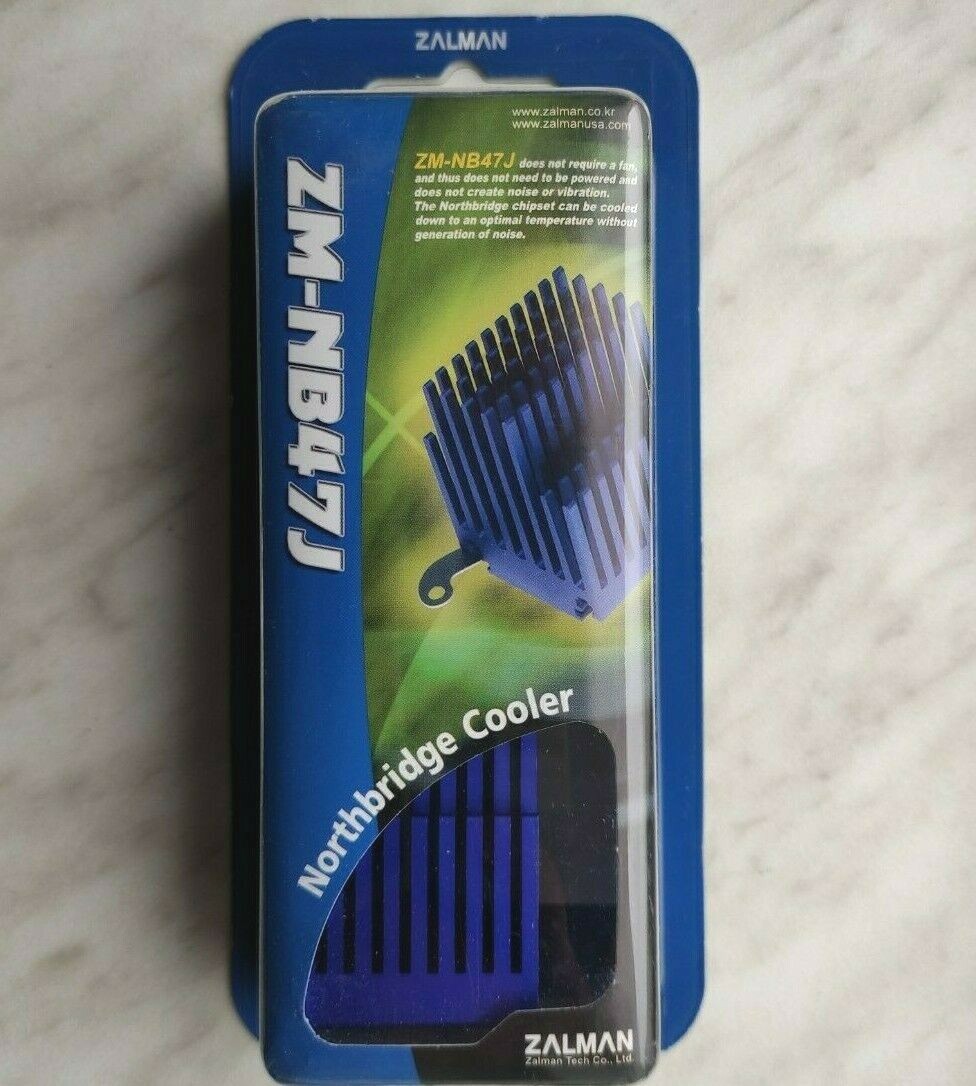 ZALMAN
www.zalman.co.kr
www.zalmanusa.com
ZM-NB47J does not require a fan,
and thus does not need to be powered and
does not create noise or vibration.
The Northbridge chipset can be cooled
down to an optimal temperature without
generation of noise.
ZM-NB47J
Northbridge Cooler
ZALMAN
Zalman Tech Co., Ltd.